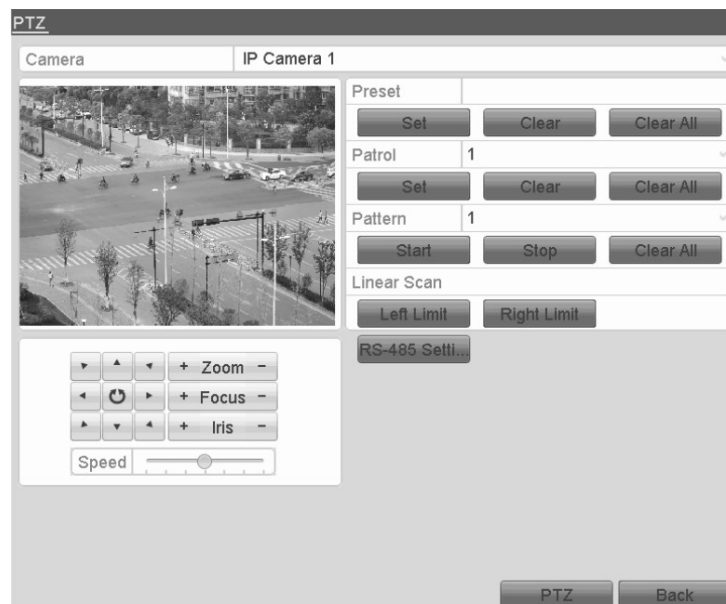 PTZ
Camera IP Camera 1
Preset
Set Clear Clear All
Patrol 1
Set Clear Clear All
Pattern 1
Start Stop Clear All
Linear Scan
Left Limit Right Limit
RS-485 Setti...
+ Zoom -
+ Focus -
+ Iris -
Speed
PTZ Back